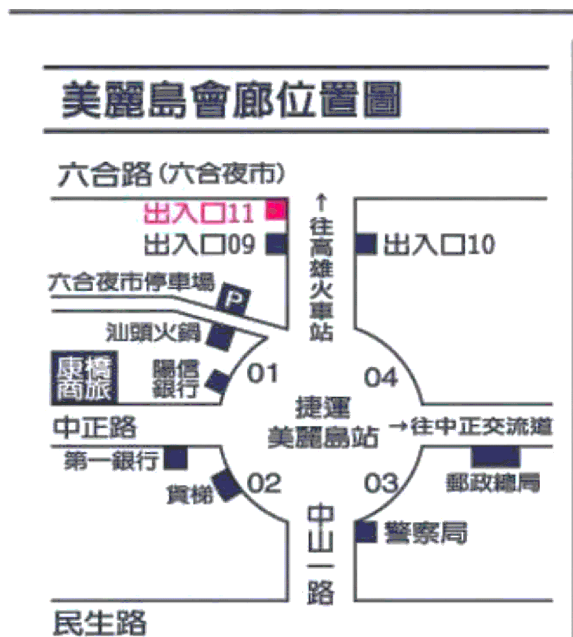 美麗島會廊位置圖
六合路(六合夜市)
出入口11
出入口09
↑往高雄火車站
出入口10
六合夜市停車場
P
汕頭火鍋
康橋
商旅
陽信
銀行
01
04
捷運
美麗島站
中正路
→往中正交流道
第一銀行
貨梯
02
03
郵政總局
中山一路
警察局
民生路